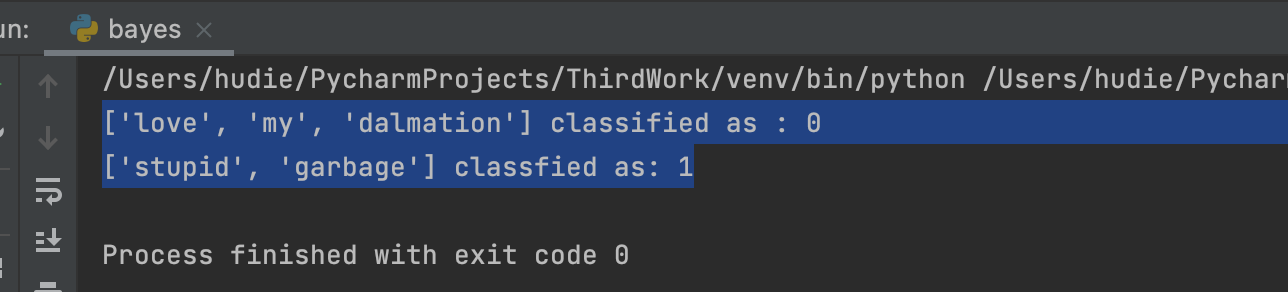 un:
bayes
/Users/hudie/PycharmProjects/ThirdWork/venv/bin/python /Users/hudie/Pychar
['love', 'my', 'dalmation'] classified as : 0
['stupid', 'garbage'] classfied as: 1
Process finished with exit code 0